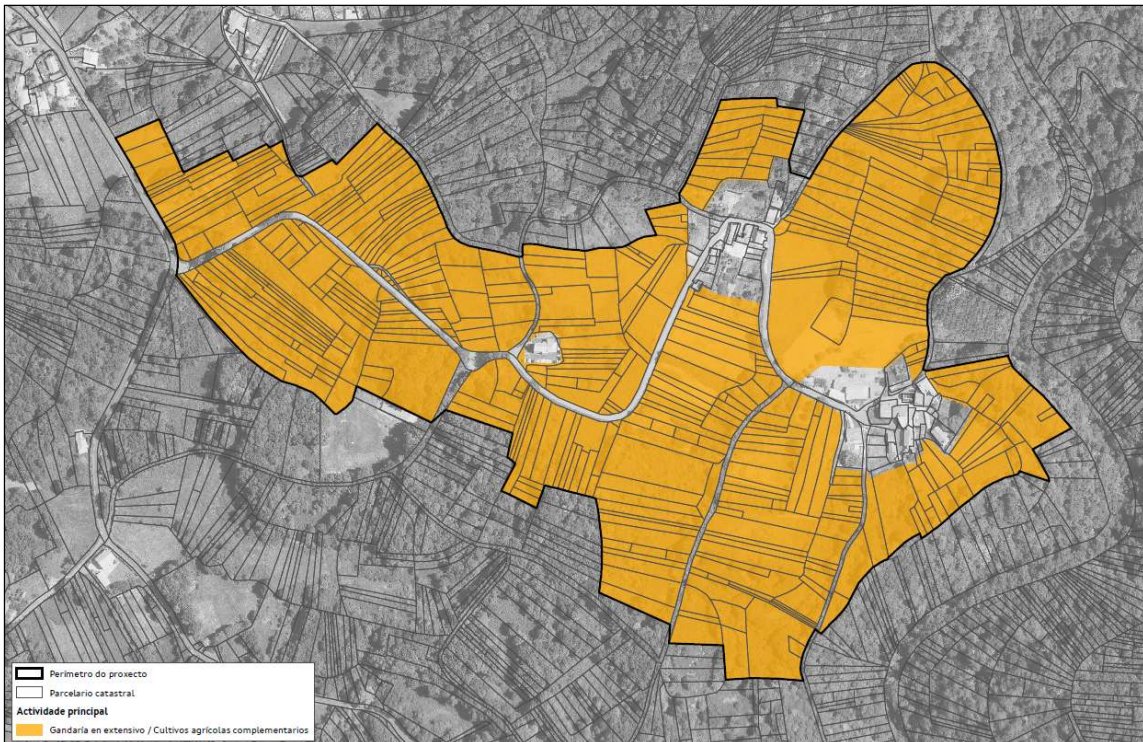 Perímetro do proxecto
Parcelario catastral
Actividade principal
Gandaría en extensivo / Cultivos agrícolas complementarios